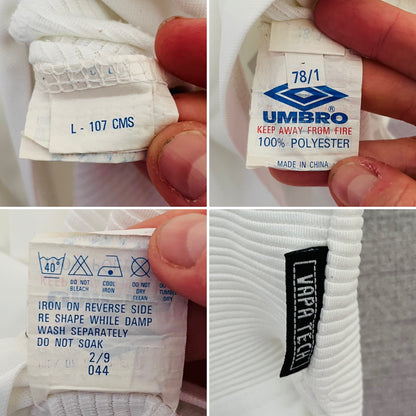 L - 107 CMS
78/1
UMBRO®
KEEP AWAY FROM FIRE
100% POLYESTER
MADE IN CHINA
40°
DO NOT BLEACH
COOL IRON
DO NOT DRY CLEAN
DO NOT TUMBLE DRY
IRON ON REVERSE SIDE
RE SHAPE WHILE DAMP
WASH SEPARATELY
DO NOT SOAK
2/9
044
VAPA TECH